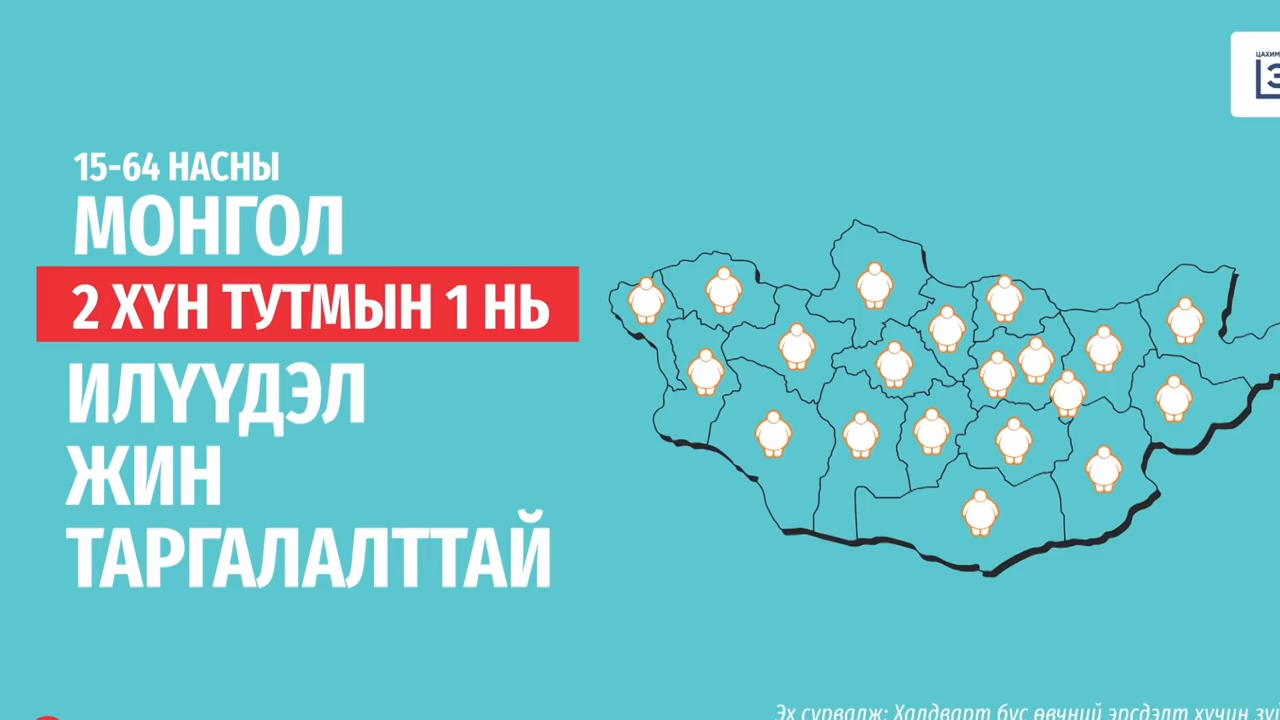 ЦАХИМ
15-64 НАСНЫ
МОНГОЛ
2 ХҮН ТУТМЫН 1 НЬ
ИЛҮҮДЭЛ
ЖИН
ТАРГАЛАЛТТАЙ
Эх сурвалж: Халдварт бус өвчний эрсдэлт хүчин